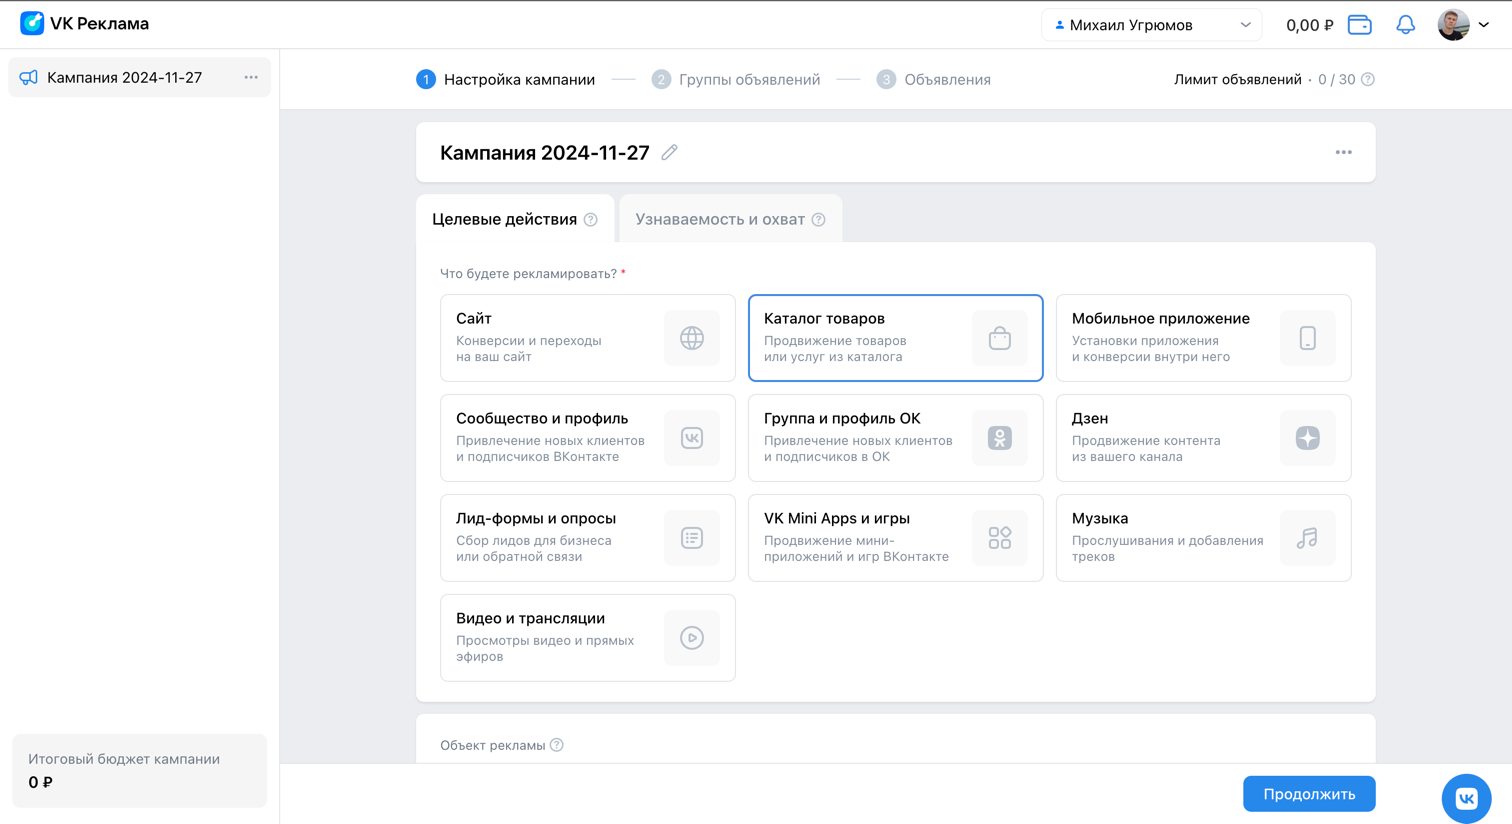 VK Реклама
Михаил Угрюмов
0,00 ₽
Кампания 2024-11-27
1 Настройка кампании
2 Группы объявлений
3 Объявления
Лимит объявлений · 0 / 30
Кампания 2024-11-27
Целевые действия
Узнаваемость и охват
Что будете рекламировать? *
Сайт
Конверсии и переходы
на ваш сайт
Каталог товаров
Продвижение товаров
или услуг из каталога
Мобильное приложение
Установки приложения
и конверсии внутри него
Сообщество и профиль
Привлечение новых клиентов
и подписчиков ВКонтакте
Группа и профиль ОК
Привлечение новых клиентов
и подписчиков в ОК
Дзен
Продвижение контента
из вашего канала
Лид-формы и опросы
Сбор лидов для бизнеса
или обратной связи
VK Mini Apps и игры
Продвижение мини-
приложений и игр ВКонтакте
Музыка
Прослушивания и добавления
треков
Видео и трансляции
Просмотры видео и прямых
эфиров
Объект рекламы
Итоговый бюджет кампании
0 ₽
Продолжить